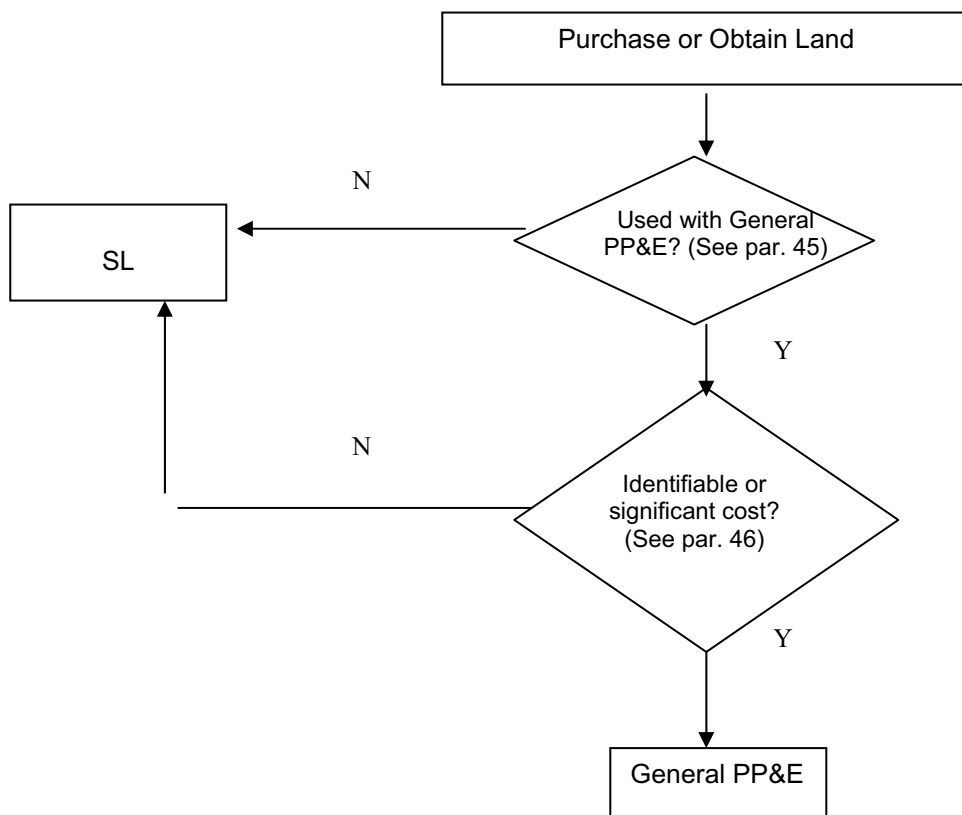 Purchase or Obtain Land
N
Used with General
PP&E? (See par. 45)
SL
Y
N
Identifiable or
significant cost?
(See par. 46)
Y
General PP&E